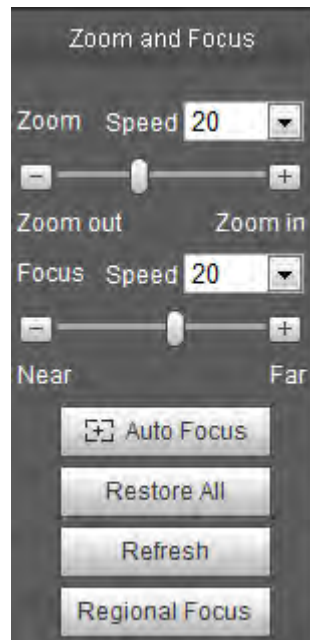 Zoom and Focus
Zoom Speed 20
Zoom out Zoom in
Focus Speed 20
Near Far
Auto Focus
Restore All
Refresh
Regional Focus